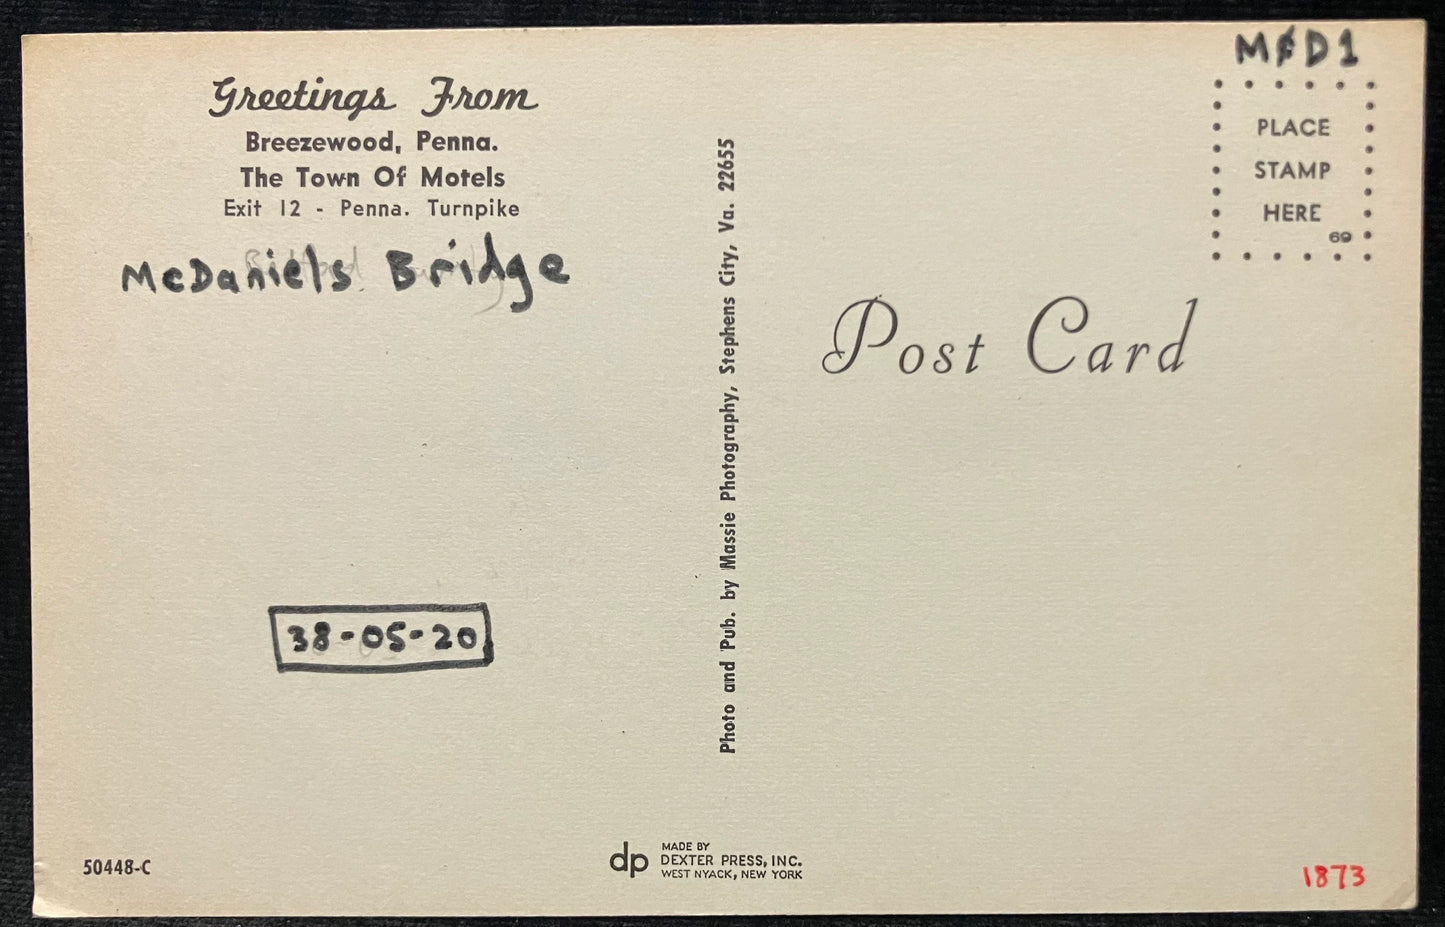 Greetings From
Breezewood, Penna.
The Town Of Motels
Exit 12 - Penna. Turnpike
McDaniels Bridge
38-05-20
50448-C
Photo and Pub. by Massie Photography, Stephens City, Va. 22655
dp
MADE BY
DEXTER PRESS, INC.
WEST NYACK, NEW YORK
M¢D1
PLACE
STAMP
HERE
69
Post Card
1873